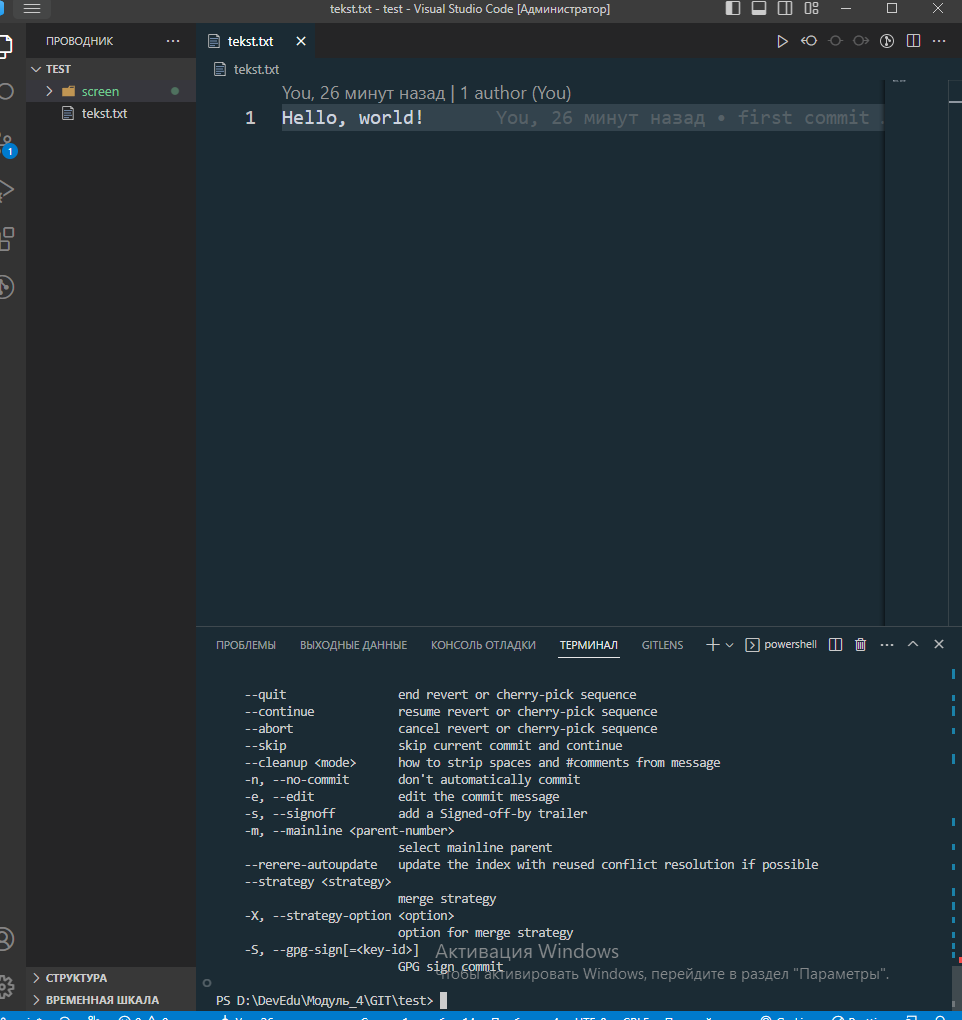 tekst.txt - test - Visual Studio Code [Администратор]
ПРОВОДНИК
tekst.txt
TEST
tekst.txt
screen
tekst.txt
You, 26 минут назад | 1 author (You)
1 Hello, world! You, 26 минут назад • first commit .
1
ПРОБЛЕМЫ ВЫХОДНЫЕ ДАННЫЕ КОНСОЛЬ ОТЛАДКИ ТЕРМИНАЛ GITLENS powershell
--quit end revert or cherry-pick sequence
--continue resume revert or cherry-pick sequence
--abort cancel revert or cherry-pick sequence
--skip skip current commit and continue
--cleanup <mode> how to strip spaces and #comments from message
-n, --no-commit don't automatically commit
-e, --edit edit the commit message
-s, --signoff add a Signed-off-by trailer
-m, --mainline <parent-number>
select mainline parent
--rerere-autoupdate update the index with reused conflict resolution if possible
--strategy <strategy>
merge strategy
-X, --strategy-option <option>
option for merge strategy
-S, --gpg-sign[=<key-id>]
GPG sign commit
Активация Windows
Чтобы активировать Windows, перейдите в раздел "Параметры".
PS D:\DevEdu\Модуль_4\GIT\test>
СТРУКТУРА
ВРЕМЕННАЯ ШКАЛА